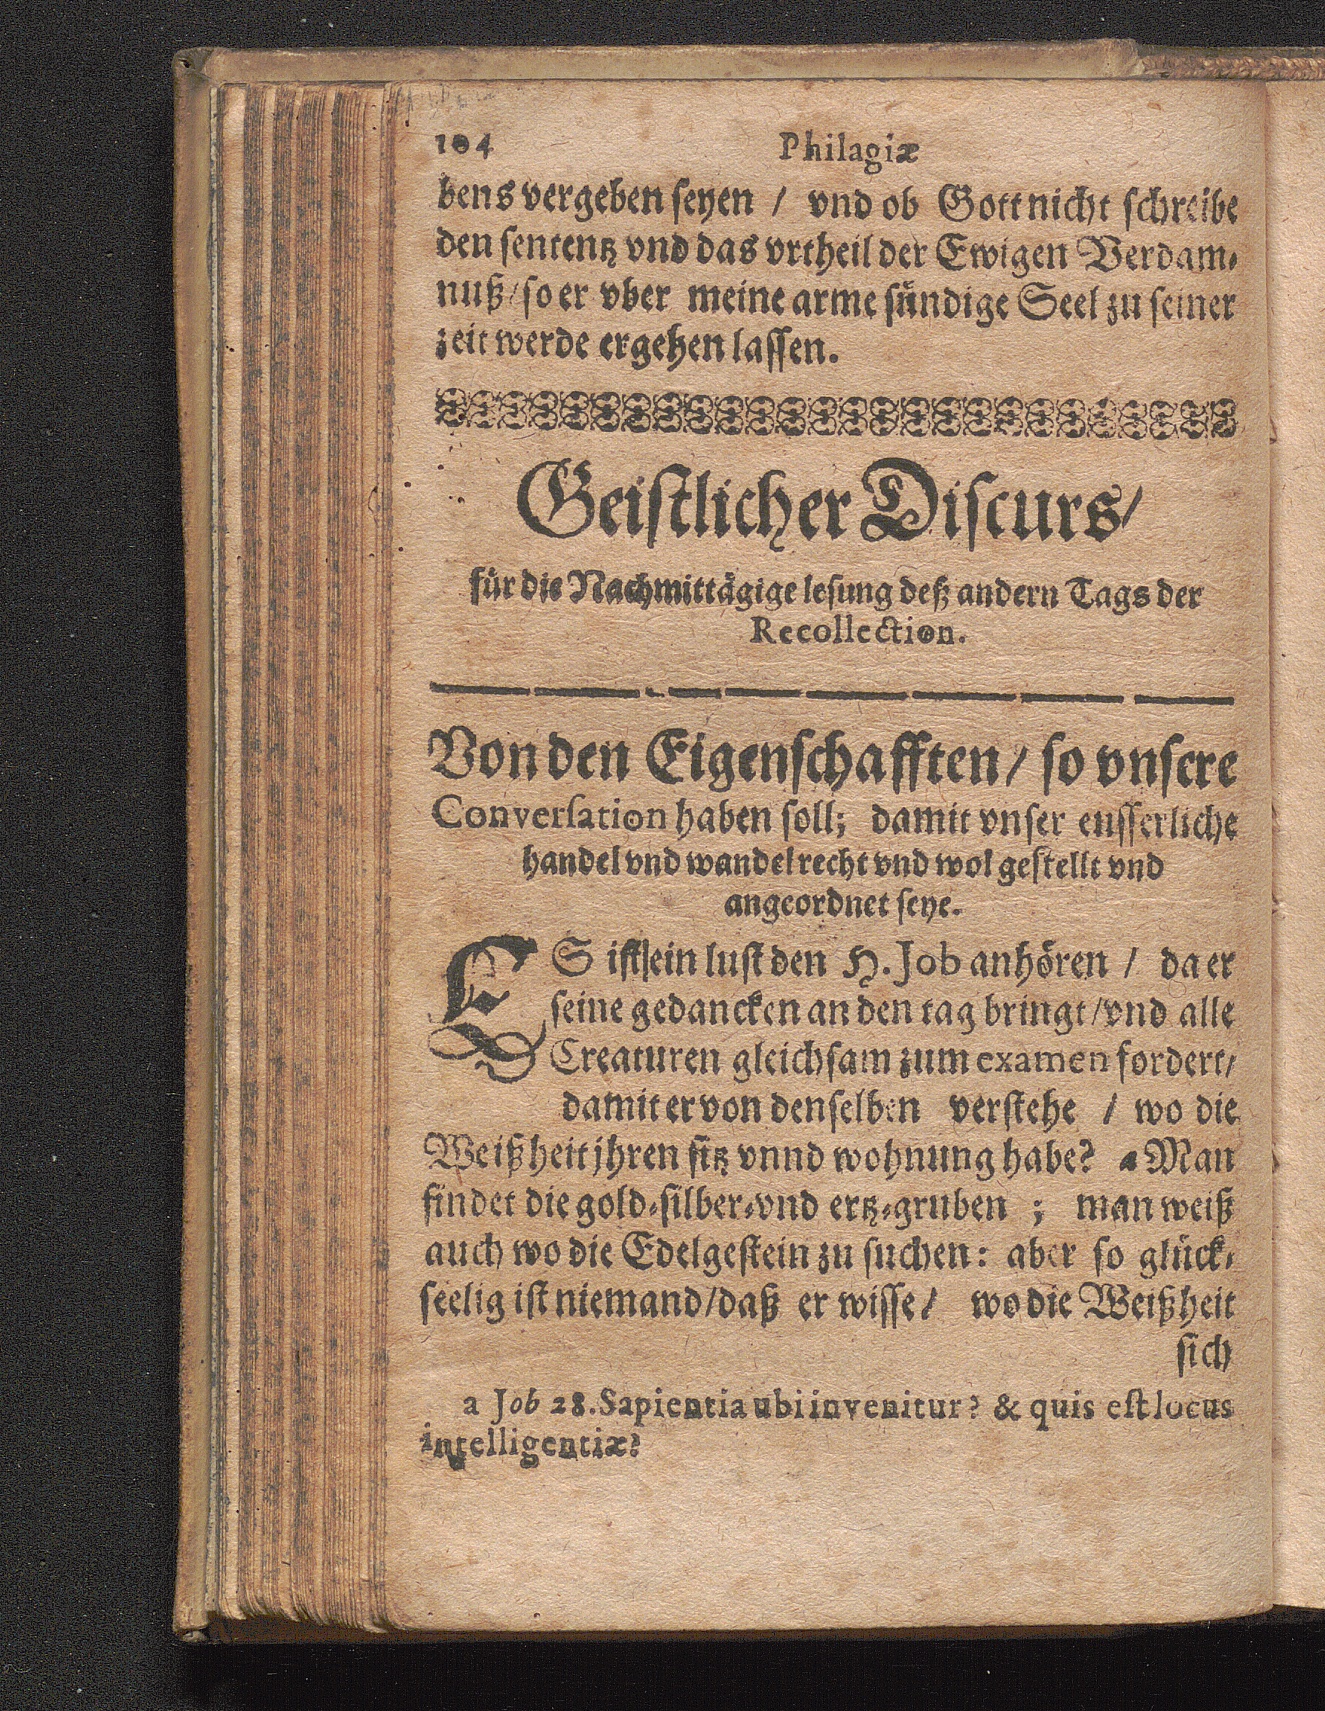 104 Philagiæ
bens vergeben seyen / vnd ob Gott nicht schreibe
den sententz vnd das vrtheil der Ewigen Verdam⸗
nuß / so er vber meine arme sündige Seel zu seiner
zeit werde ergehen lassen.
Geistlicher Discurs /
für die Nachmittägige lesung deß andern Tags der
Recollection.
Von den Eigenschafften / so vnsere
Conversation haben soll; damit vnser eusserliche
handel vnd wandel recht vnd wol gestellt vnd
angeordnet seye.
ES ist ein lust den H. Job anhören / da er
seine gedancken an den tag bringt / vnd alle
Creaturen gleichsam zum examen fordert /
damit er von denselben verstehe / wo die
Weißheit jhren sitz vnnd wohnung habe? a Man
findet die gold⸗silber⸗vnd ertz⸗gruben ; man weiß
auch wo die Edelgestein zu suchen: aber so glück⸗
seelig ist niemand / daß er wisse / wo die Weißheit
sich
a Job 28. Sapientia ubi invenitur? & quis est locus
intelligentiæ?